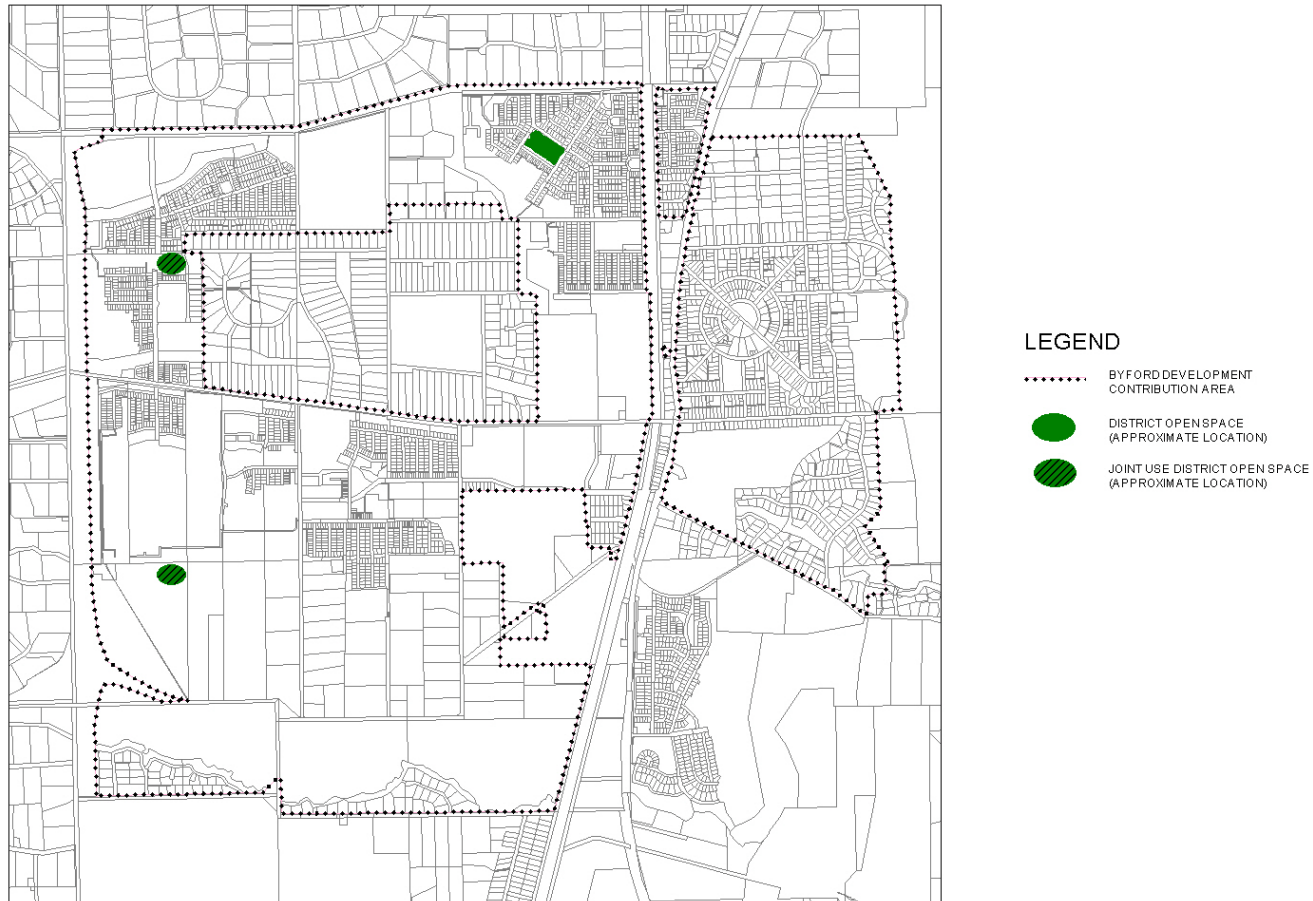 LEGEND
BYFORD DEVELOPMENT
CONTRIBUTION AREA
DISTRICT OPEN SPACE
(APPROXIMATE LOCATION)
JOINT USE DISTRICT OPEN SPACE
(APPROXIMATE LOCATION)